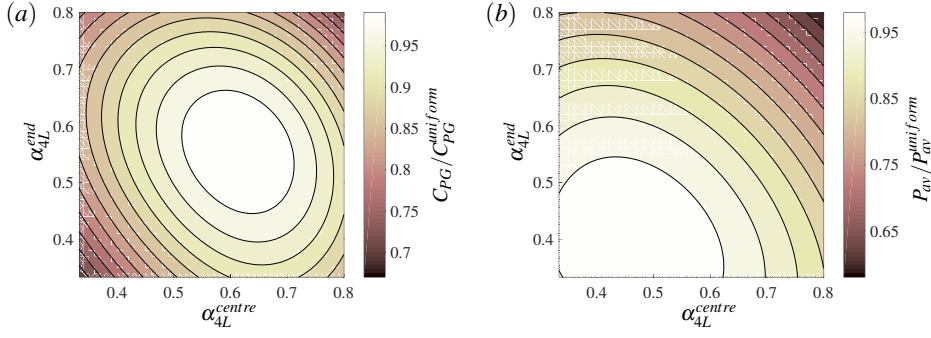 (a)
0.8
0.7
0.6
0.5
0.4
α_{4L}^{end}
0.4 0.5 0.6 0.7 0.8
α_{4L}^{centre}
0.95
0.9
0.85
0.8
0.75
0.7
C_{PG}/C_{PG}^{uniform}
(b)
0.8
0.7
0.6
0.5
0.4
α_{4L}^{end}
0.4 0.5 0.6 0.7 0.8
α_{4L}^{centre}
0.95
0.85
0.75
0.65
P_{av}/P_{av}^{uniform}